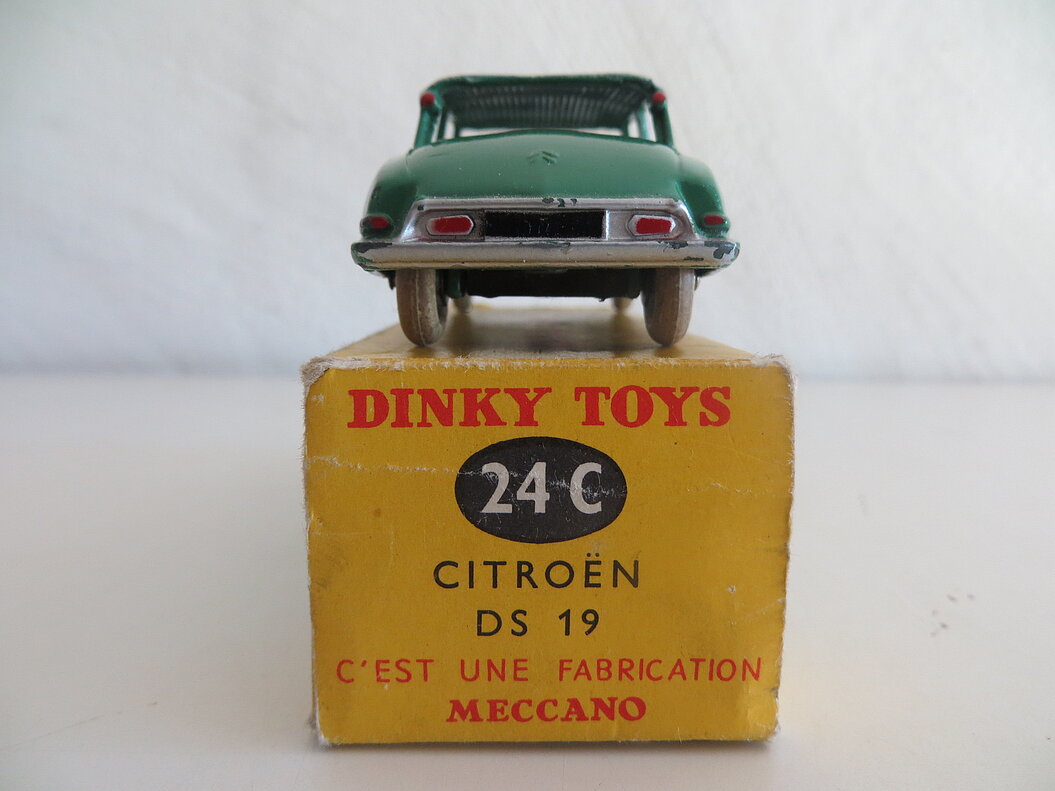 DINKY TOYS
24 C
CITROËN
DS 19
C'EST UNE FABRICATION
MECCANO